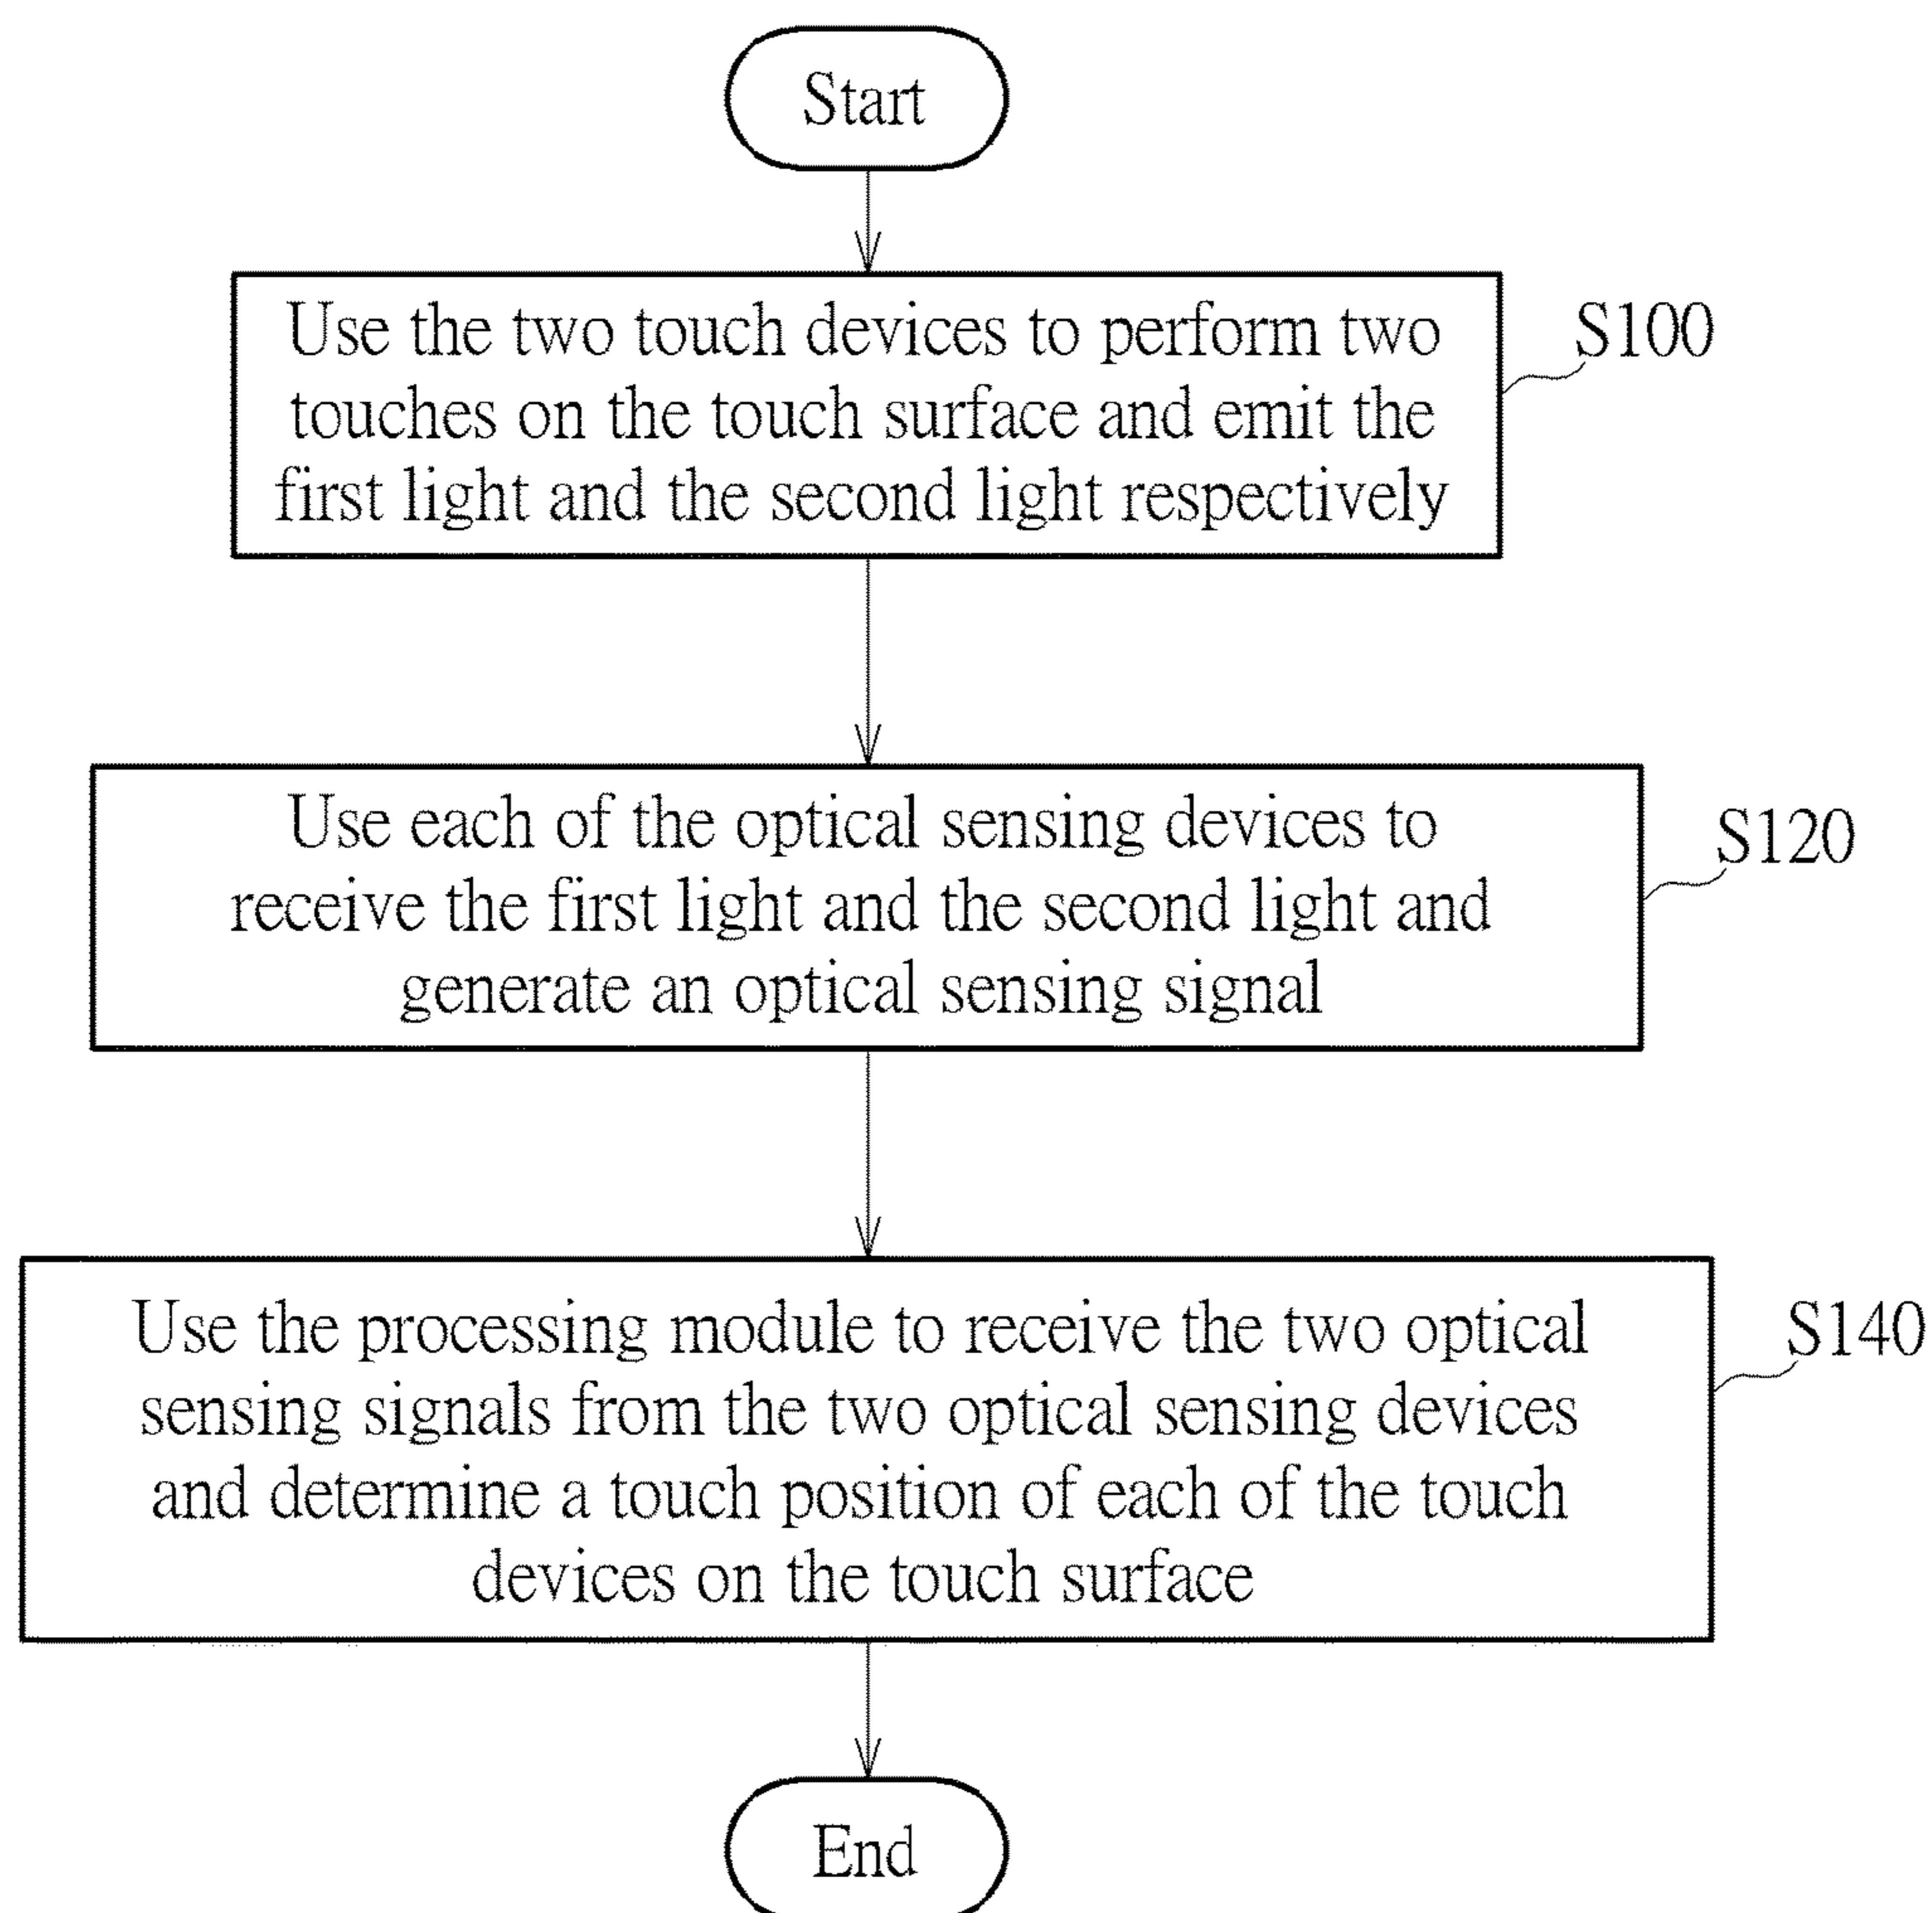 Start
Use the two touch devices to perform two
touches on the touch surface and emit the
first light and the second light respectively
S100
Use each of the optical sensing devices to
receive the first light and the second light and
generate an optical sensing signal
S120
Use the processing module to receive the two optical
sensing signals from the two optical sensing devices
and determine a touch position of each of the touch
devices on the touch surface
S140
End